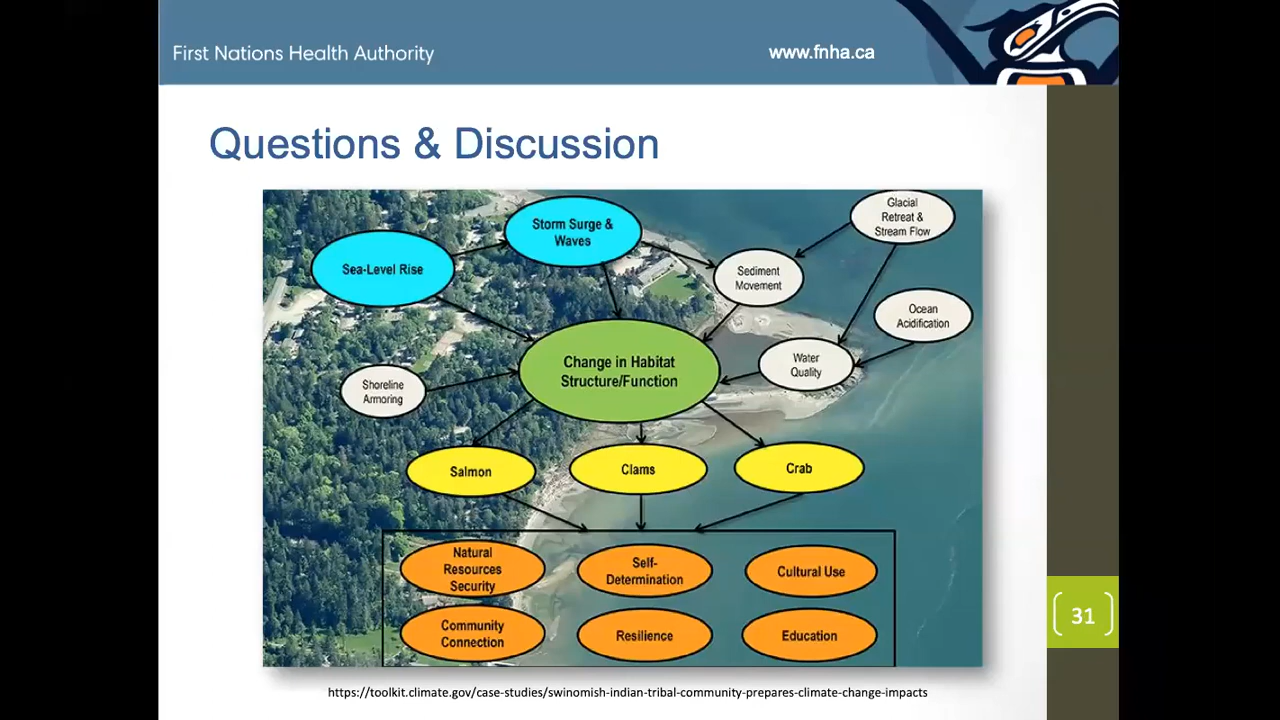 First Nations Health Authority
www.fnha.ca
Questions & Discussion
Glacial
Retreat &
Stream Flow
Storm Surge &
Waves
Sea-Level Rise
Sediment
Movement
Ocean
Acidification
Change in Habitat
Structure/Function
Water
Quality
Shoreline
Armoring
Salmon
Clams
Crab
Natural
Resources
Security
Self-
Determination
Cultural Use
Community
Connection
Resilience
Education
31
https://toolkit.climate.gov/case-studies/swinomish-indian-tribal-community-prepares-climate-change-impacts